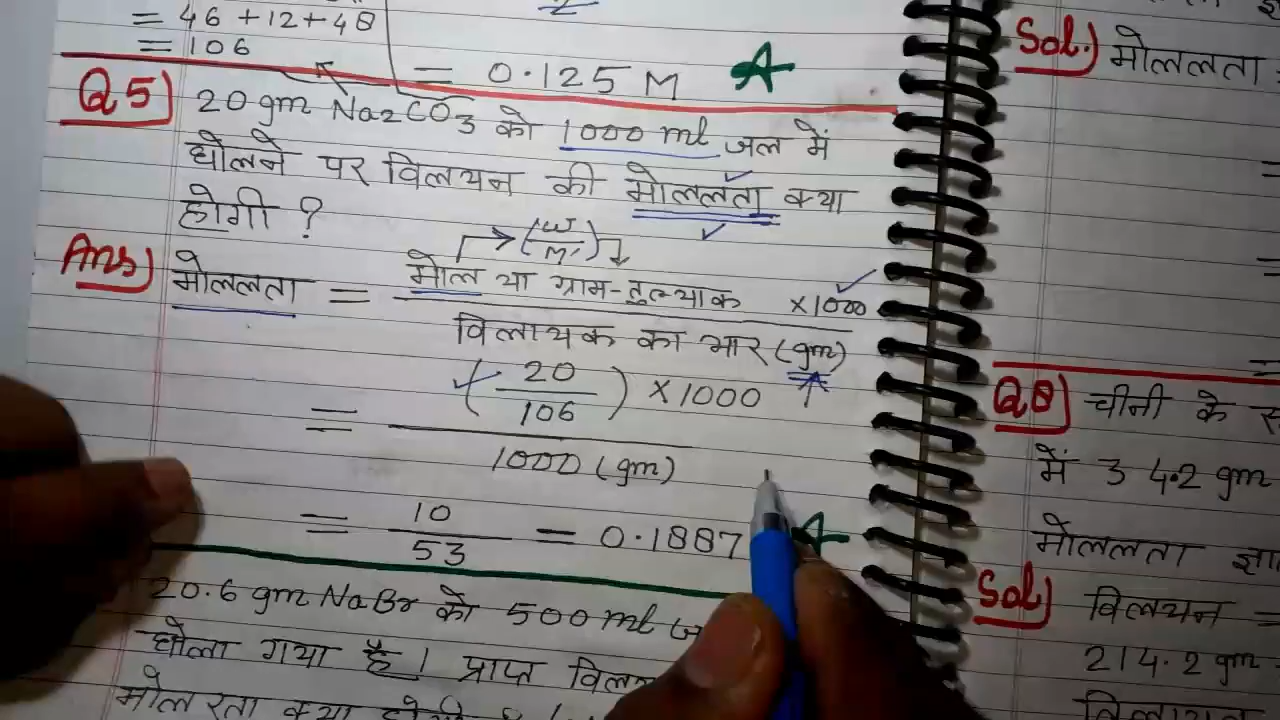 = 46 +12+48
= 106
= 0.125 M A
Q5) 20 gm Na2CO3 को 1000 ml जल में
घोलने पर विलयन की मोललता क्या
होगी ?
(w/m')
Ans) मोललता = मोल या ग्राम-तुल्यांक ×1000
विलायक का भार (gm)
= (20/106) ×1000
1000 (gm)
= 10/53 = 0.1887 A
20.6 gm NaBr को 500 ml
घोला गया है। प्राप्त
मोलरता क्या
Sol.) मोललता
=
=
=
Q8) चीनी के
में 34.2 gm
मोललता
Sol) विलयन =
214.2 gm